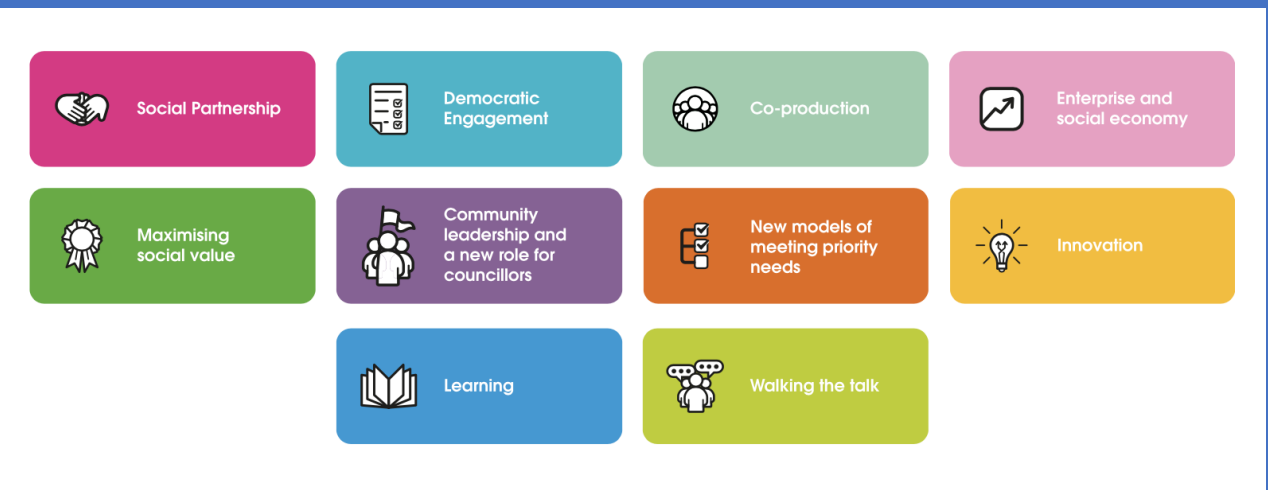 Social Partnership
Democratic
Engagement
Co-production
Enterprise and
social economy
Maximising
social value
Community
leadership and
a new role for
councillors
New models of
meeting priority
needs
Innovation
Learning
Walking the talk